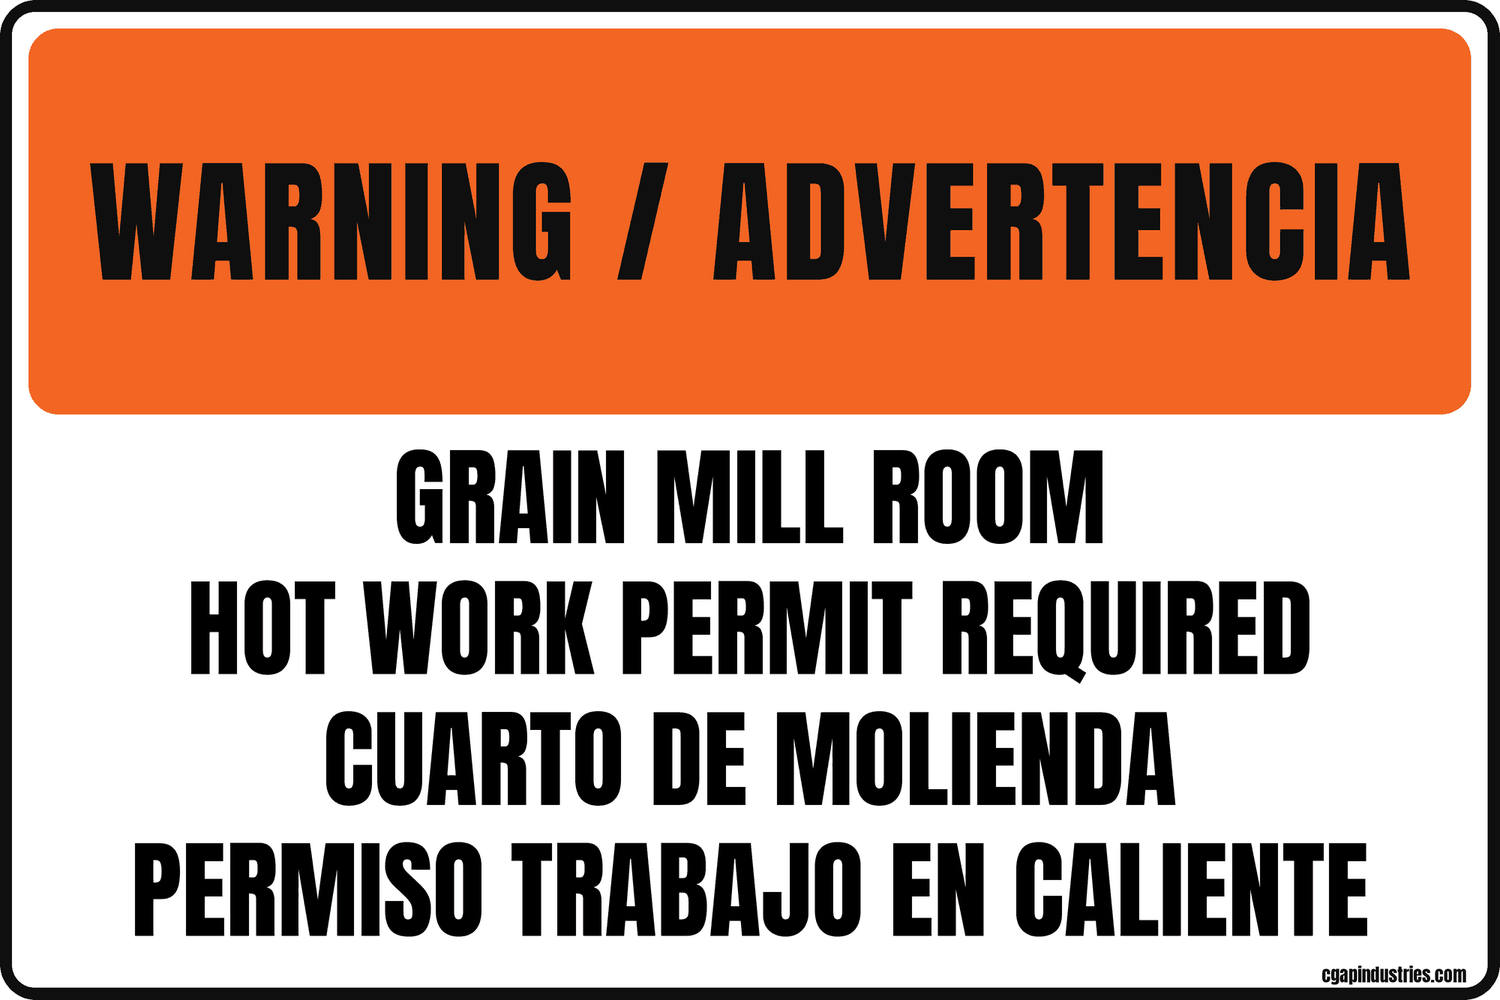 WARNING / ADVERTENCIA
GRAIN MILL ROOM
HOT WORK PERMIT REQUIRED
CUARTO DE MOLIENDA
PERMISO TRABAJO EN CALIENTE
cgapindustries.com